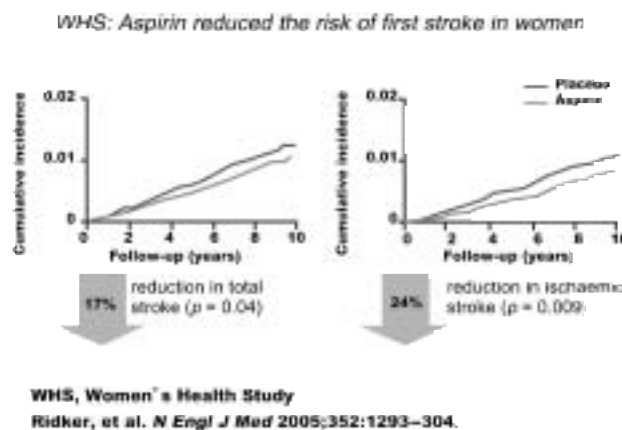 WHS: Aspirin reduced the risk of first stroke in women
Placebo
Aspirin
Cumulative incidence
0.02
0.01
0
0 2 4 6 8 10
Follow-up (years)
Cumulative incidence
0.02
0.01
0
0 2 4 6 8 10
Follow-up (years)
17%
reduction in total
stroke (p = 0.04)
24%
reduction in ischaemic
stroke (p = 0.009)
WHS, Women's Health Study
Ridker, et al. N Engl J Med 2005;352:1293–304.